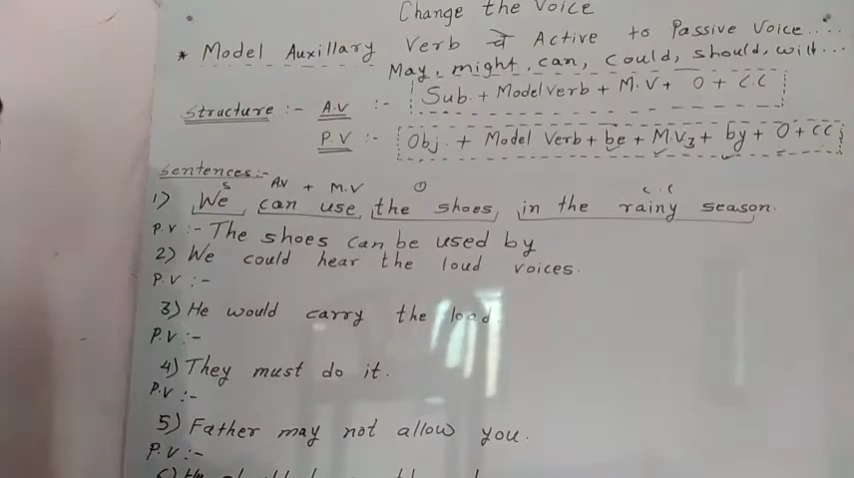 Change the Voice
* Model Auxillary Verb से Active to Passive Voice....
May, might, can, could, should, will...
Structure :- A.V :- Sub. + Model Verb + M.V + O + C.C
P.V :- Obj. + Model Verb + be + M.V3 + by + O + CC
Sentences:-
S AV + M.V O C.C
1) We can use the shoes, in the rainy season.
P.V :- The shoes can be used by
2) We could hear the loud voices.
P.V :-
3) He would carry the load.
P.V :-
4) They must do it.
P.V :-
5) Father may not allow you.
P.V :-